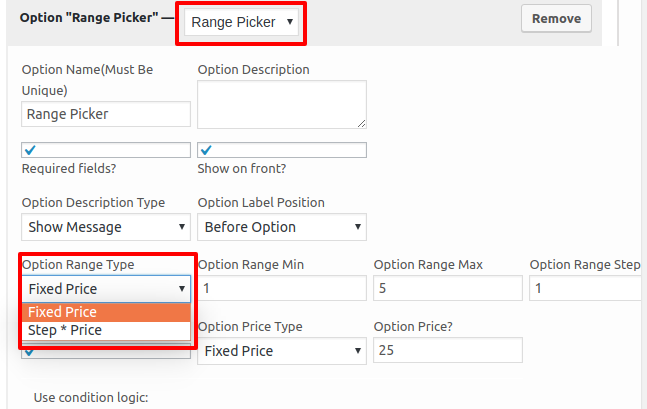 Option "Range Picker" — Range Picker Remove
Option Name(Must Be Unique) Option Description
Range Picker
Required fields? Show on front?
Option Description Type Option Label Position
Show Message Before Option
Option Range Type Option Range Min Option Range Max Option Range Step
Fixed Price 1 5 1
Fixed Price
Step * Price
Option Price Type Option Price?
Fixed Price 25
Use condition logic: